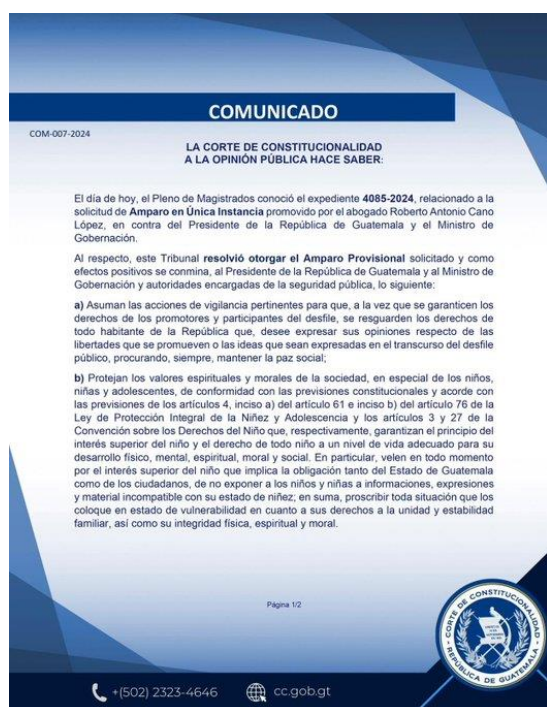 COMUNICADO
COM-007-2024
LA CORTE DE CONSTITUCIONALIDAD
A LA OPINIÓN PÚBLICA HACE SABER:
El día de hoy, el Pleno de Magistrados conoció el expediente 4085-2024, relacionado a la
solicitud de Amparo en Única Instancia promovido por el abogado Roberto Antonio Cano
López, en contra del Presidente de la República de Guatemala y el Ministro de
Gobernación.
Al respecto, este Tribunal resolvió otorgar el Amparo Provisional solicitado y como
efectos positivos se conmina, al Presidente de la República de Guatemala y al Ministro de
Gobernación y autoridades encargadas de la seguridad pública, lo siguiente:
a) Asuman las acciones de vigilancia pertinentes para que, a la vez que se garanticen los
derechos de los promotores y participantes del desfile, se resguarden los derechos de
todo habitante de la República que, desee expresar sus opiniones respecto de las
libertades que se promueven o las ideas que sean expresadas en el transcurso del desfile
público, procurando, siempre, mantener la paz social;
b) Protejan los valores espirituales y morales de la sociedad, en especial de los niños,
niñas y adolescentes, de conformidad con las previsiones constitucionales y acorde con
las previsiones de los artículos 4, inciso a) del artículo 61 e inciso b) del artículo 76 de la
Ley de Protección Integral de la Niñez y Adolescencia y los artículos 3 y 27 de la
Convención sobre los Derechos del Niño que, respectivamente, garantizan el principio del
interés superior del niño y el derecho de todo niño a un nivel de vida adecuado para su
desarrollo físico, mental, espiritual, moral y social. En particular, velen en todo momento
por el interés superior del niño que implica la obligación tanto del Estado de Guatemala
como de los ciudadanos, de no exponer a los niños y niñas a informaciones, expresiones
y material incompatible con su estado de niñez; en suma, proscribir toda situación que los
coloque en estado de vulnerabilidad en cuanto a sus derechos a la unidad y estabilidad
familiar, así como su integridad física, espiritual y moral.
Página 1/2
CORTE DE CONSTITUCIONALIDAD
REPÚBLICA DE GUATEMALA
+(502) 2323-4646
cc.gob.gt